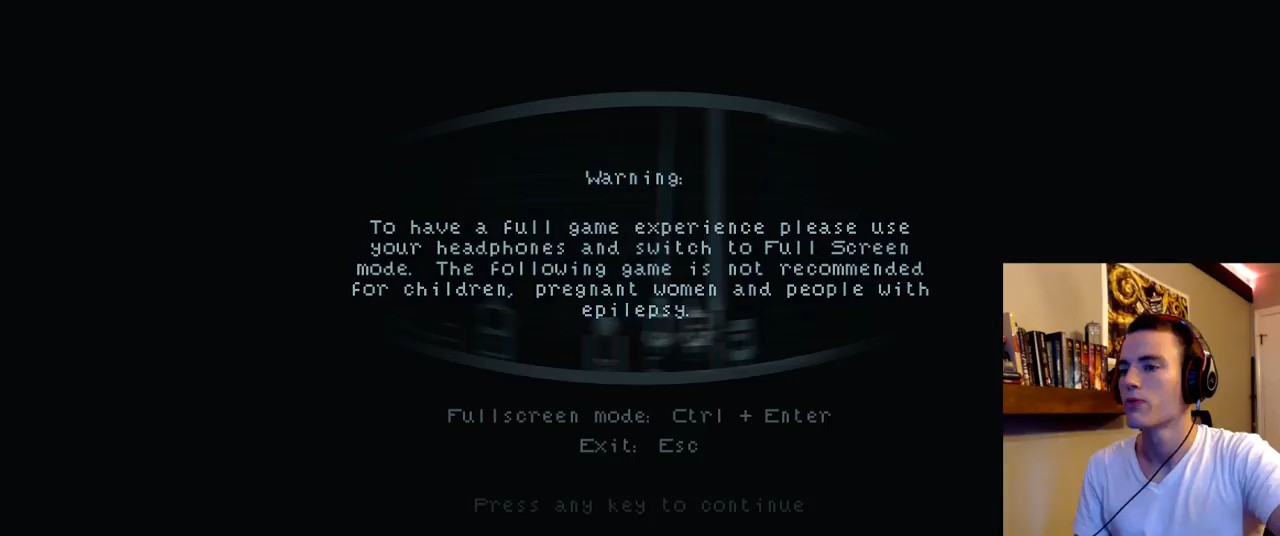 Warning:
To have a full game experience please use
your headphones and switch to Full Screen
mode. The following game is not recommended
for children, pregnant women and people with
epilepsy.
Fullscreen mode: Ctrl + Enter
Exit: Esc
Press any key to continue